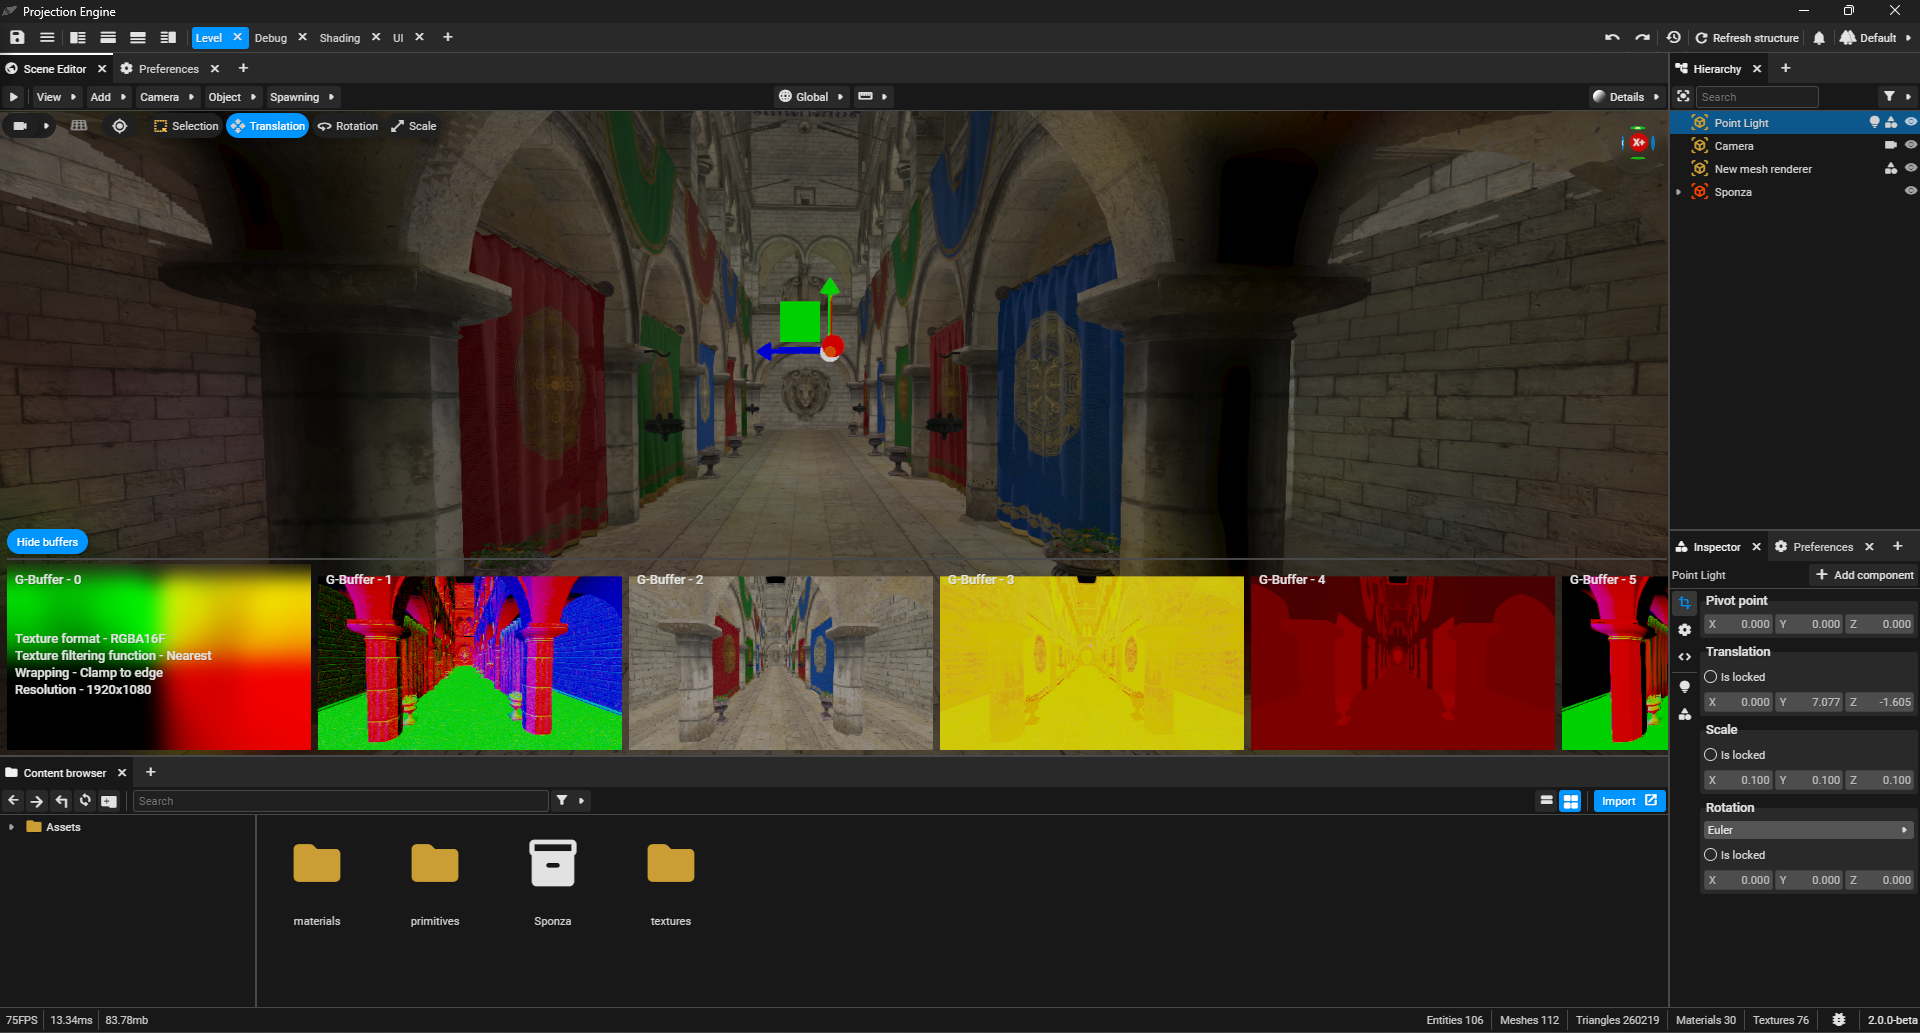 Projection Engine
Level
Debug
Shading
UI
Refresh structure
Default
Scene Editor
Preferences
Hierarchy
View
Add
Camera
Object
Spawning
Global
Details
Search
Selection
Translation
Rotation
Scale
X+
Point Light
Camera
New mesh renderer
Sponza
Hide buffers
G-Buffer - 0
Texture format - RGBA16F
Texture filtering function - Nearest
Wrapping - Clamp to edge
Resolution - 1920x1080
G-Buffer - 1
G-Buffer - 2
G-Buffer - 3
G-Buffer - 4
G-Buffer - 5
Inspector
Preferences
Point Light
Add component
Pivot point
X 0.000 Y 0.000 Z 0.000
Translation
Is locked
X 0.000 Y 7.077 Z -1.605
Scale
Is locked
X 0.100 Y 0.100 Z 0.100
Rotation
Euler
Is locked
X 0.000 Y 0.000 Z 0.000
Content browser
Search
Import
Assets
materials
primitives
Sponza
textures
75FPS
13.34ms
83.78mb
Entities 106
Meshes 112
Triangles 260219
Materials 30
Textures 76
2.0.0-beta